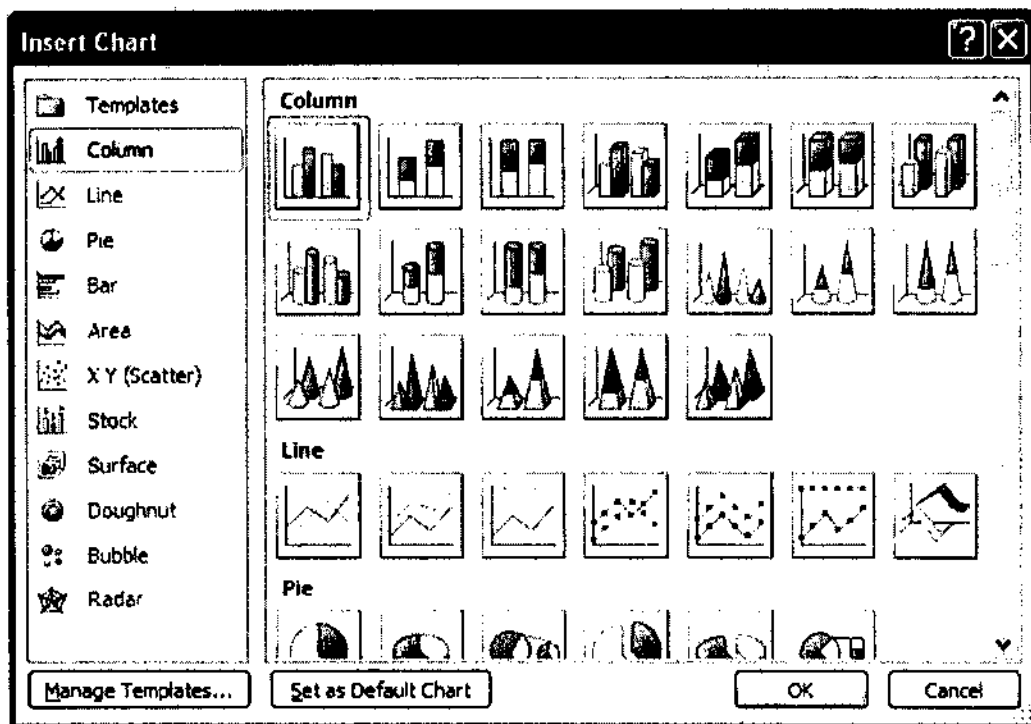 Insert Chart
Templates
Column
Line
Pie
Bar
Area
X Y (Scatter)
Stock
Surface
Doughnut
Bubble
Radar
Column
Line
Pie
Manage Templates...
Set as Default Chart
OK
Cancel